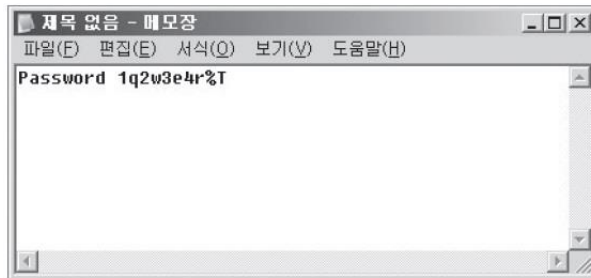 제목 없음 - 메모장
파일(F) 편집(E) 서식(O) 보기(V) 도움말(H)
Password 1q2w3e4r%T